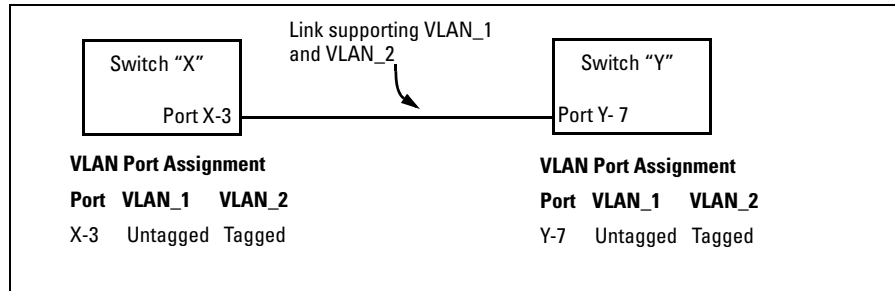 Link supporting VLAN_1
and VLAN_2
Switch “X”
Port X-3
Switch “Y”
Port Y- 7
VLAN Port Assignment
Port VLAN_1 VLAN_2
X-3 Untagged Tagged
VLAN Port Assignment
Port VLAN_1 VLAN_2
Y-7 Untagged Tagged